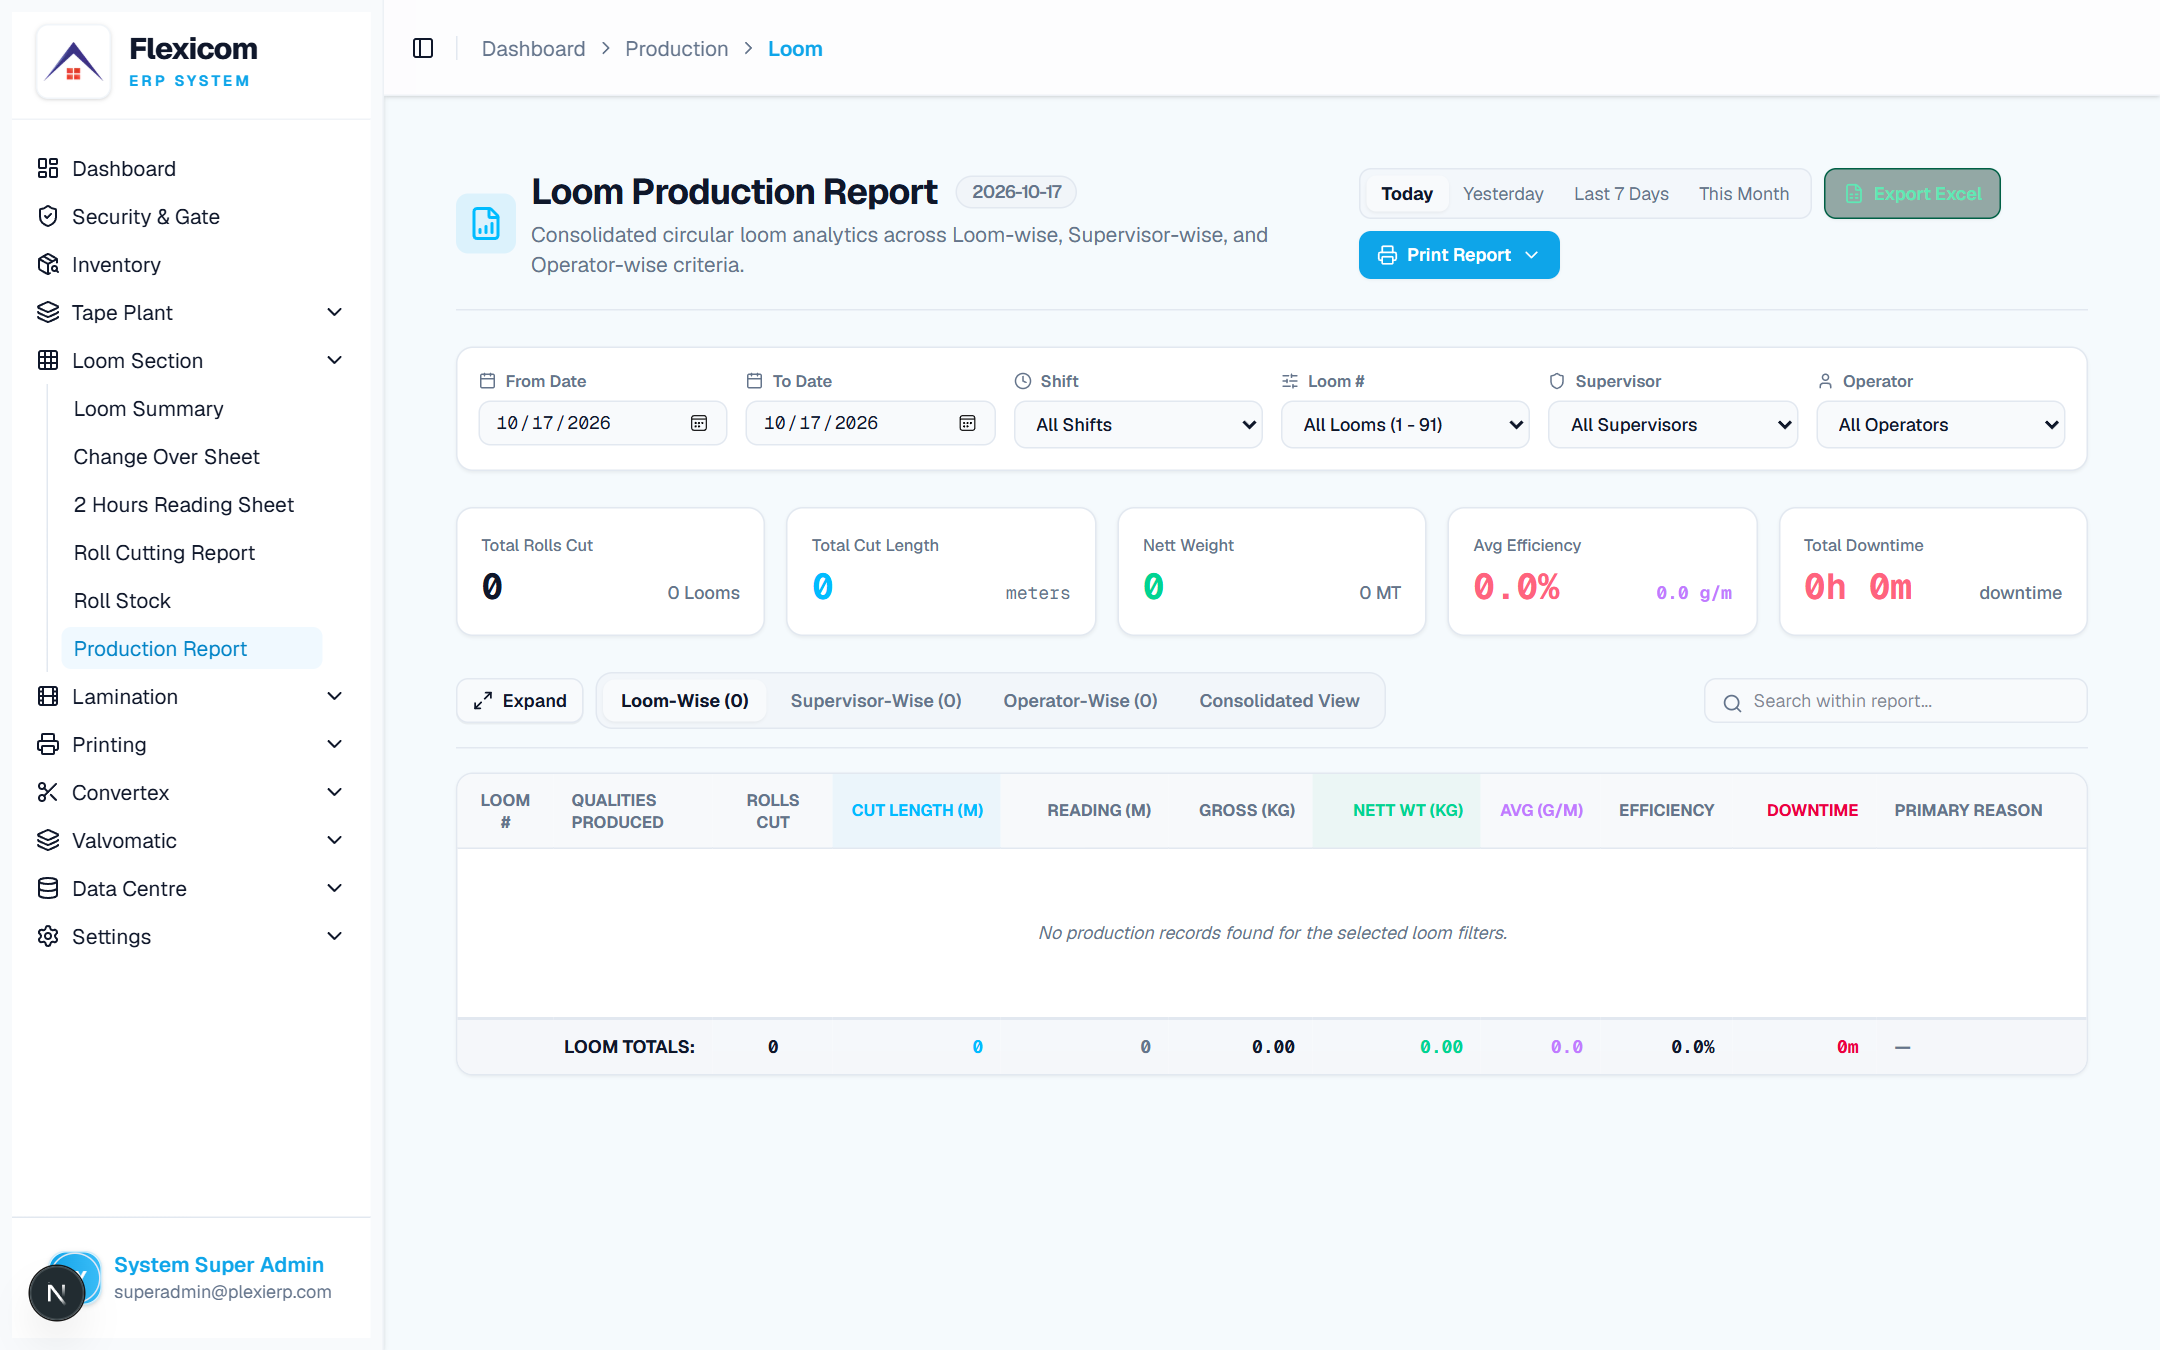 Flexicom
ERP SYSTEM
Dashboard
Security & Gate
Inventory
Tape Plant
Loom Section
Loom Summary
Change Over Sheet
2 Hours Reading Sheet
Roll Cutting Report
Roll Stock
Production Report
Lamination
Printing
Convertex
Valvomatic
Data Centre
Settings
System Super Admin
superadmin@plexierp.com
N
Dashboard > Production > Loom
Loom Production Report 2026-10-17
Consolidated circular loom analytics across Loom-wise, Supervisor-wise, and
Operator-wise criteria.
Today Yesterday Last 7 Days This Month Export Excel
Print Report
From Date To Date Shift Loom # Supervisor Operator
10/17/2026 10/17/2026 All Shifts All Looms (1 - 91) All Supervisors All Operators
Total Rolls Cut Total Cut Length Nett Weight Avg Efficiency Total Downtime
0 0 Looms 0 meters 0 0 MT 0.0% 0.0 g/m 0h 0m downtime
Expand Loom-Wise (0) Supervisor-Wise (0) Operator-Wise (0) Consolidated View Search within report...
LOOM # QUALITIES PRODUCED ROLLS CUT CUT LENGTH (M) READING (M) GROSS (KG) NETT WT (KG) AVG (G/M) EFFICIENCY DOWNTIME PRIMARY REASON
No production records found for the selected loom filters.
LOOM TOTALS: 0 0 0 0.00 0.00 0.0 0.0% 0m —